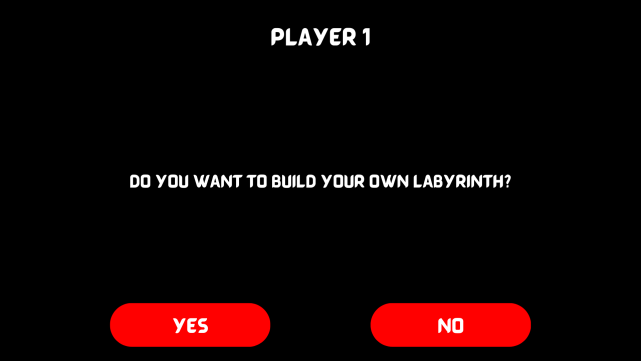 PLAYER 1
DO YOU WANT TO BUILD YOUR OWN LABYRINTH?
YES
NO